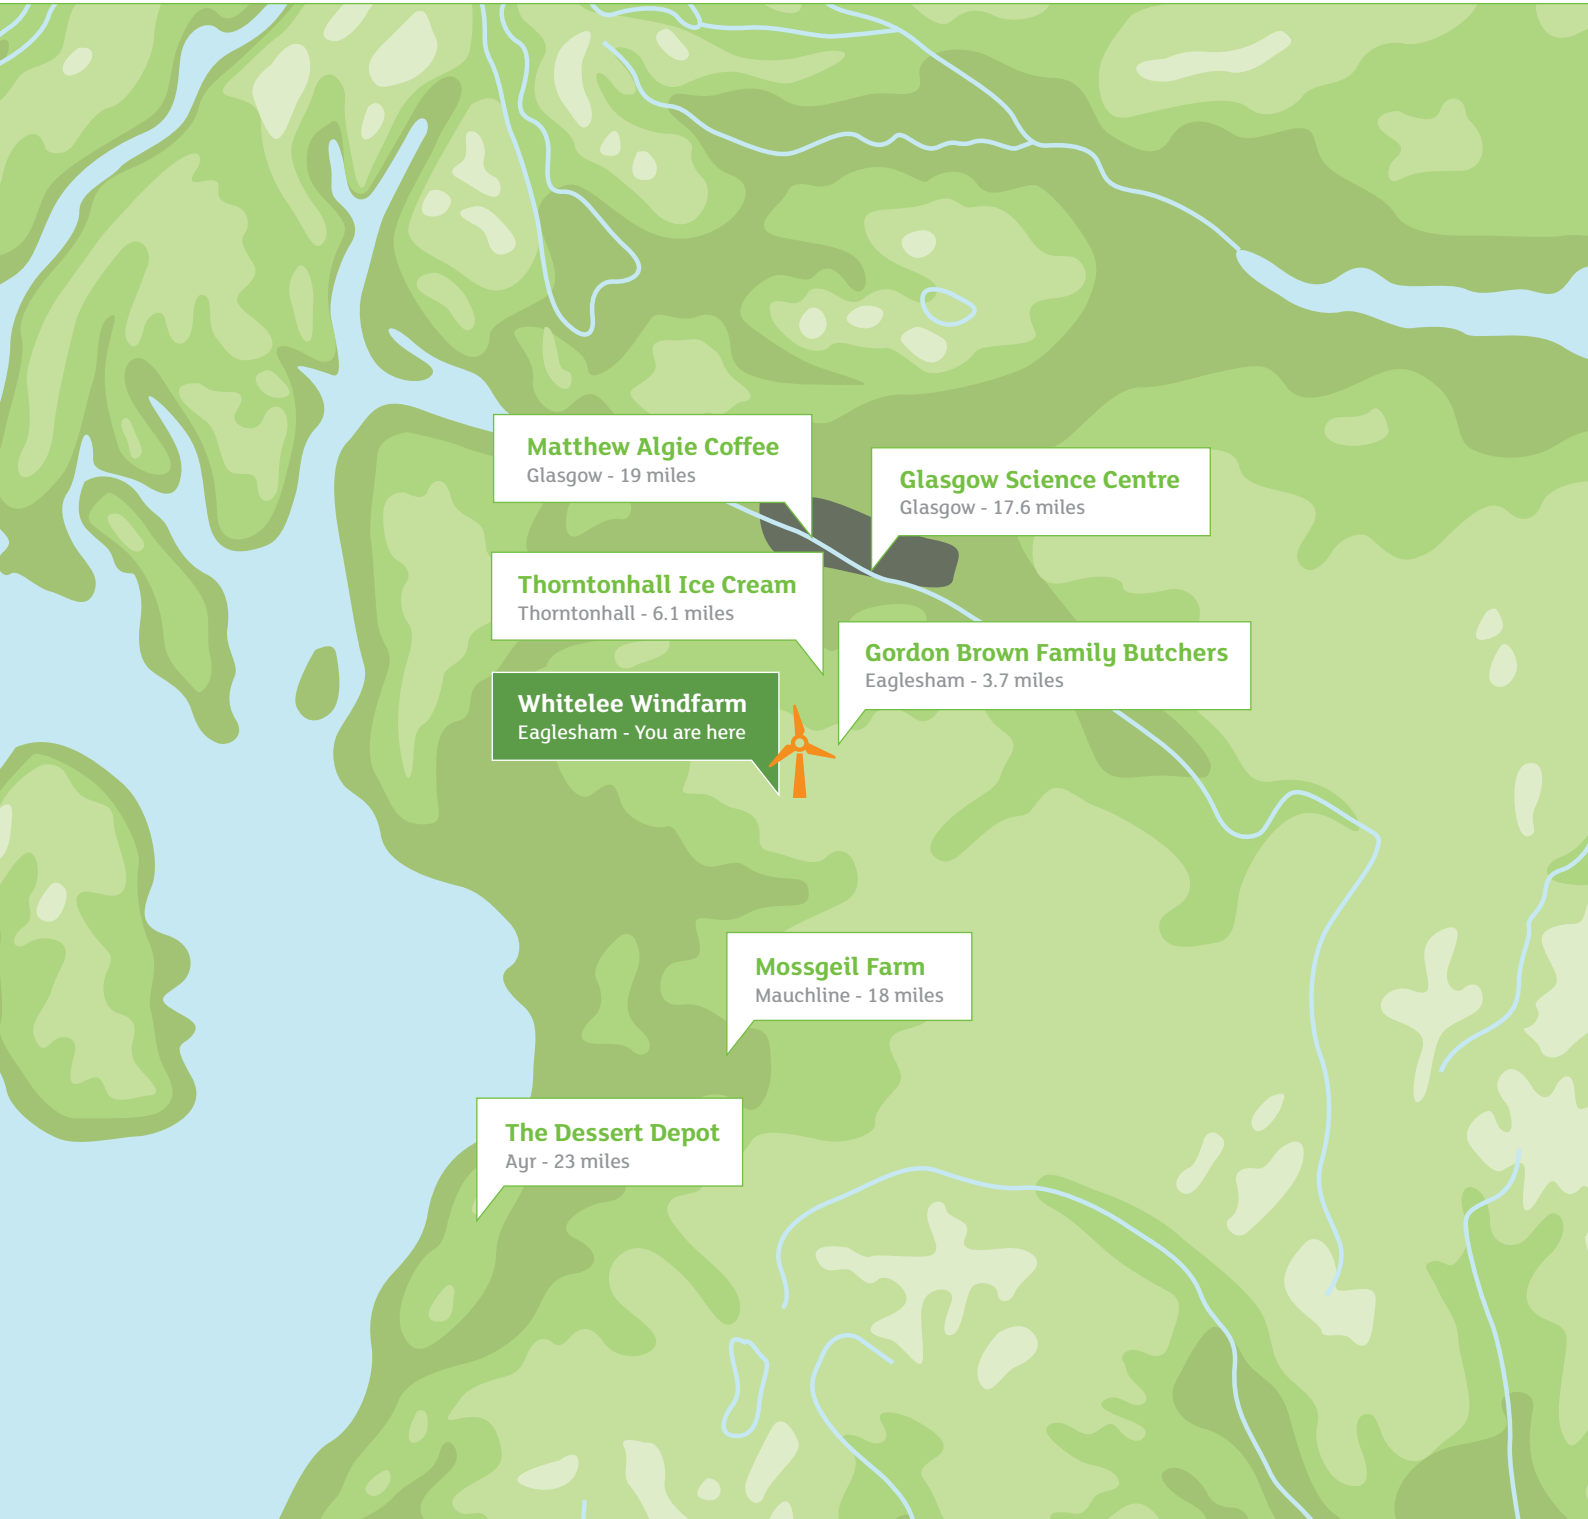 Matthew Algie Coffee
Glasgow - 19 miles
Glasgow Science Centre
Glasgow - 17.6 miles
Thorntonhall Ice Cream
Thorntonhall - 6.1 miles
Gordon Brown Family Butchers
Eaglesham - 3.7 miles
Whitelee Windfarm
Eaglesham - You are here
Mossgeil Farm
Mauchline - 18 miles
The Dessert Depot
Ayr - 23 miles